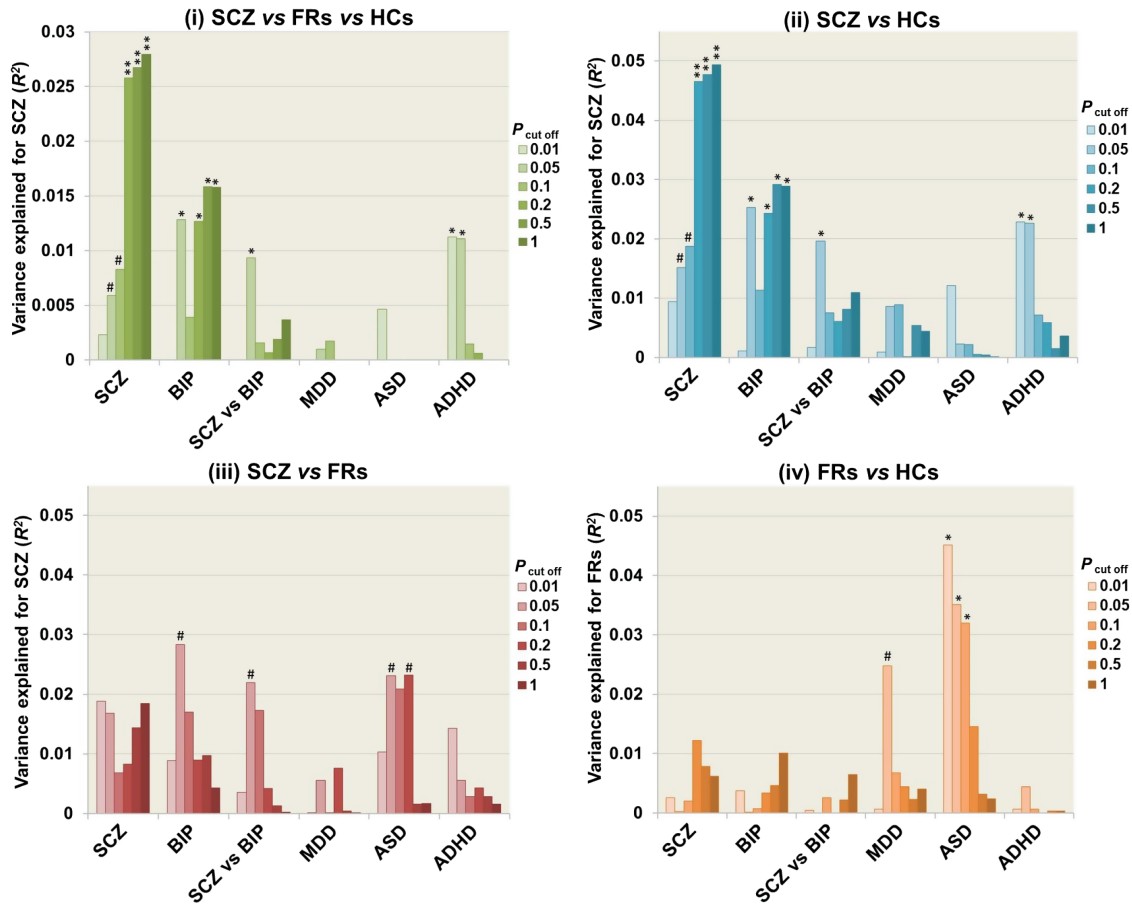 (i) SCZ vs FRs vs HCs
Variance explained for SCZ (R²)
0.03
0.025
0.02
0.015
0.01
0.005
0
# # ** ** **
* * * *
*
* *
SCZ
BIP
SCZ vs BIP
MDD
ASD
ADHD
P cut off
0.01
0.05
0.1
0.2
0.5
1
(ii) SCZ vs HCs
Variance explained for SCZ (R²)
0.05
0.04
0.03
0.02
0.01
0
# # ** ** **
* * * *
*
* *
SCZ
BIP
SCZ vs BIP
MDD
ASD
ADHD
P cut off
0.01
0.05
0.1
0.2
0.5
1
(iii) SCZ vs FRs
Variance explained for SCZ (R²)
0.05
0.04
0.03
0.02
0.01
0
#
#
# #
SCZ
BIP
SCZ vs BIP
MDD
ASD
ADHD
P cut off
0.01
0.05
0.1
0.2
0.5
1
(iv) FRs vs HCs
Variance explained for FRs (R²)
0.05
0.04
0.03
0.02
0.01
0
#
* * *
SCZ
BIP
SCZ vs BIP
MDD
ASD
ADHD
P cut off
0.01
0.05
0.1
0.2
0.5
1